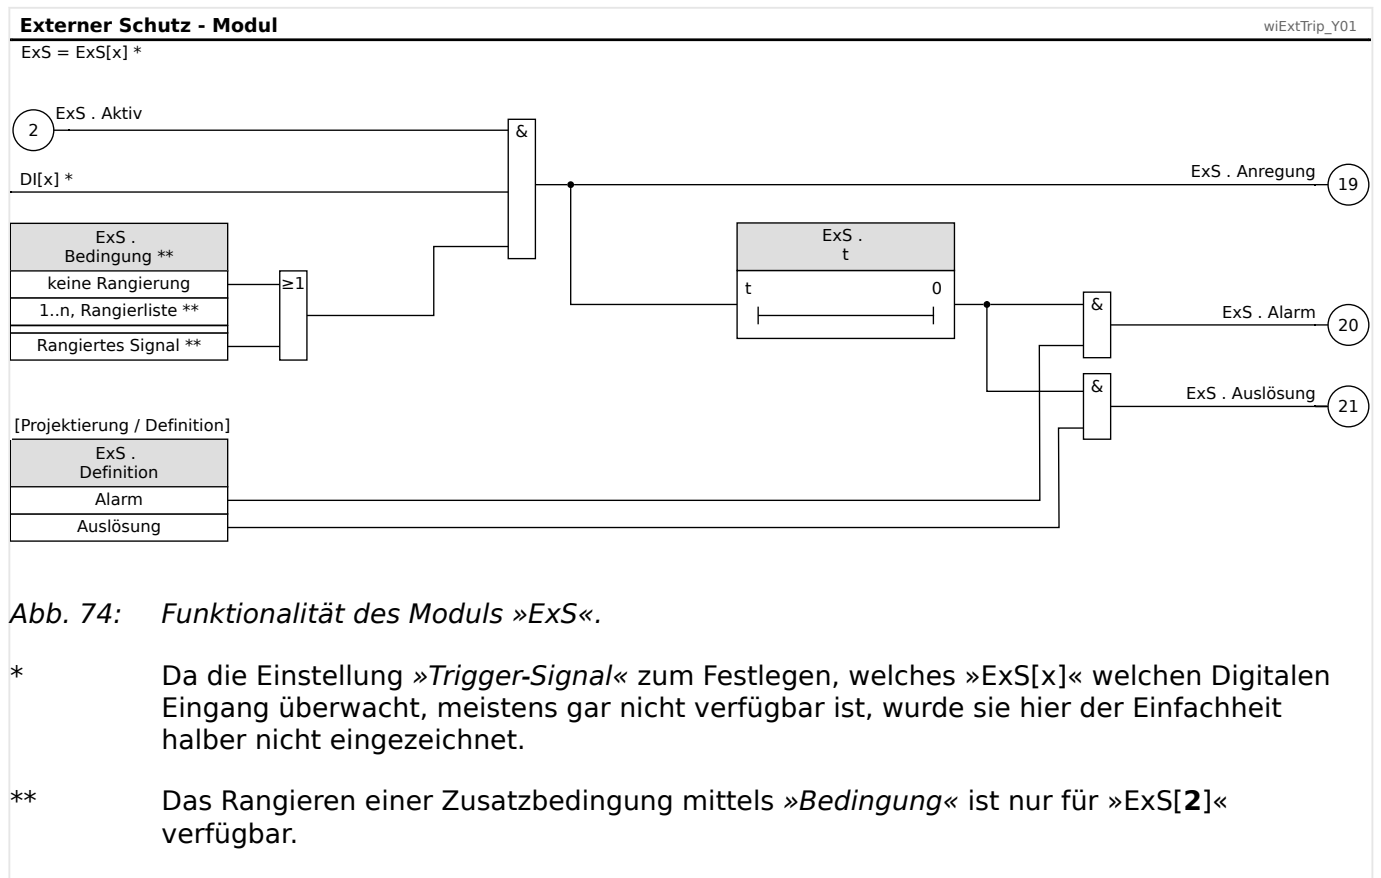 Externer Schutz - Modul
wiExtTrip_Y01
ExS = ExS[x] *
ExS . Aktiv
2
&
DI[x] *
ExS . Anregung
19
ExS .
Bedingung **
keine Rangierung
1..n, Rangierliste **
Rangiertes Signal **
≥1
ExS .
t
t
0
&
ExS . Alarm
20
&
ExS . Auslösung
21
[Projektierung / Definition]
ExS .
Definition
Alarm
Auslösung
Abb. 74: Funktionalität des Moduls »ExS«.
* Da die Einstellung »Trigger-Signal« zum Festlegen, welches »ExS[x]« welchen Digitalen
Eingang überwacht, meistens gar nicht verfügbar ist, wurde sie hier der Einfachheit
halber nicht eingezeichnet.
** Das Rangieren einer Zusatzbedingung mittels »Bedingung« ist nur für »ExS[2]«
verfügbar.